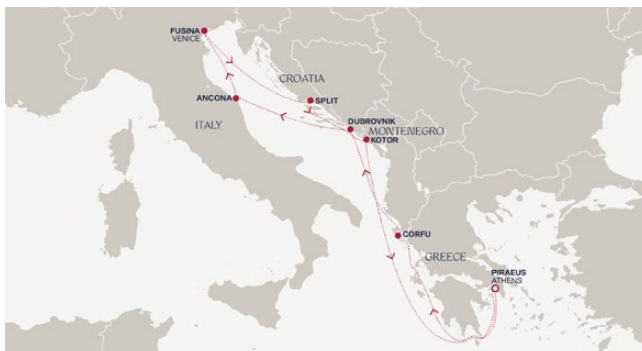 FUSINA
VENICE
CROATIA
ANCONA
SPLIT
ITALY
DUBROVNIK
MONTENEGRO
KOTOR
CORFU
GREECE
PIRAEUS
ATHENS